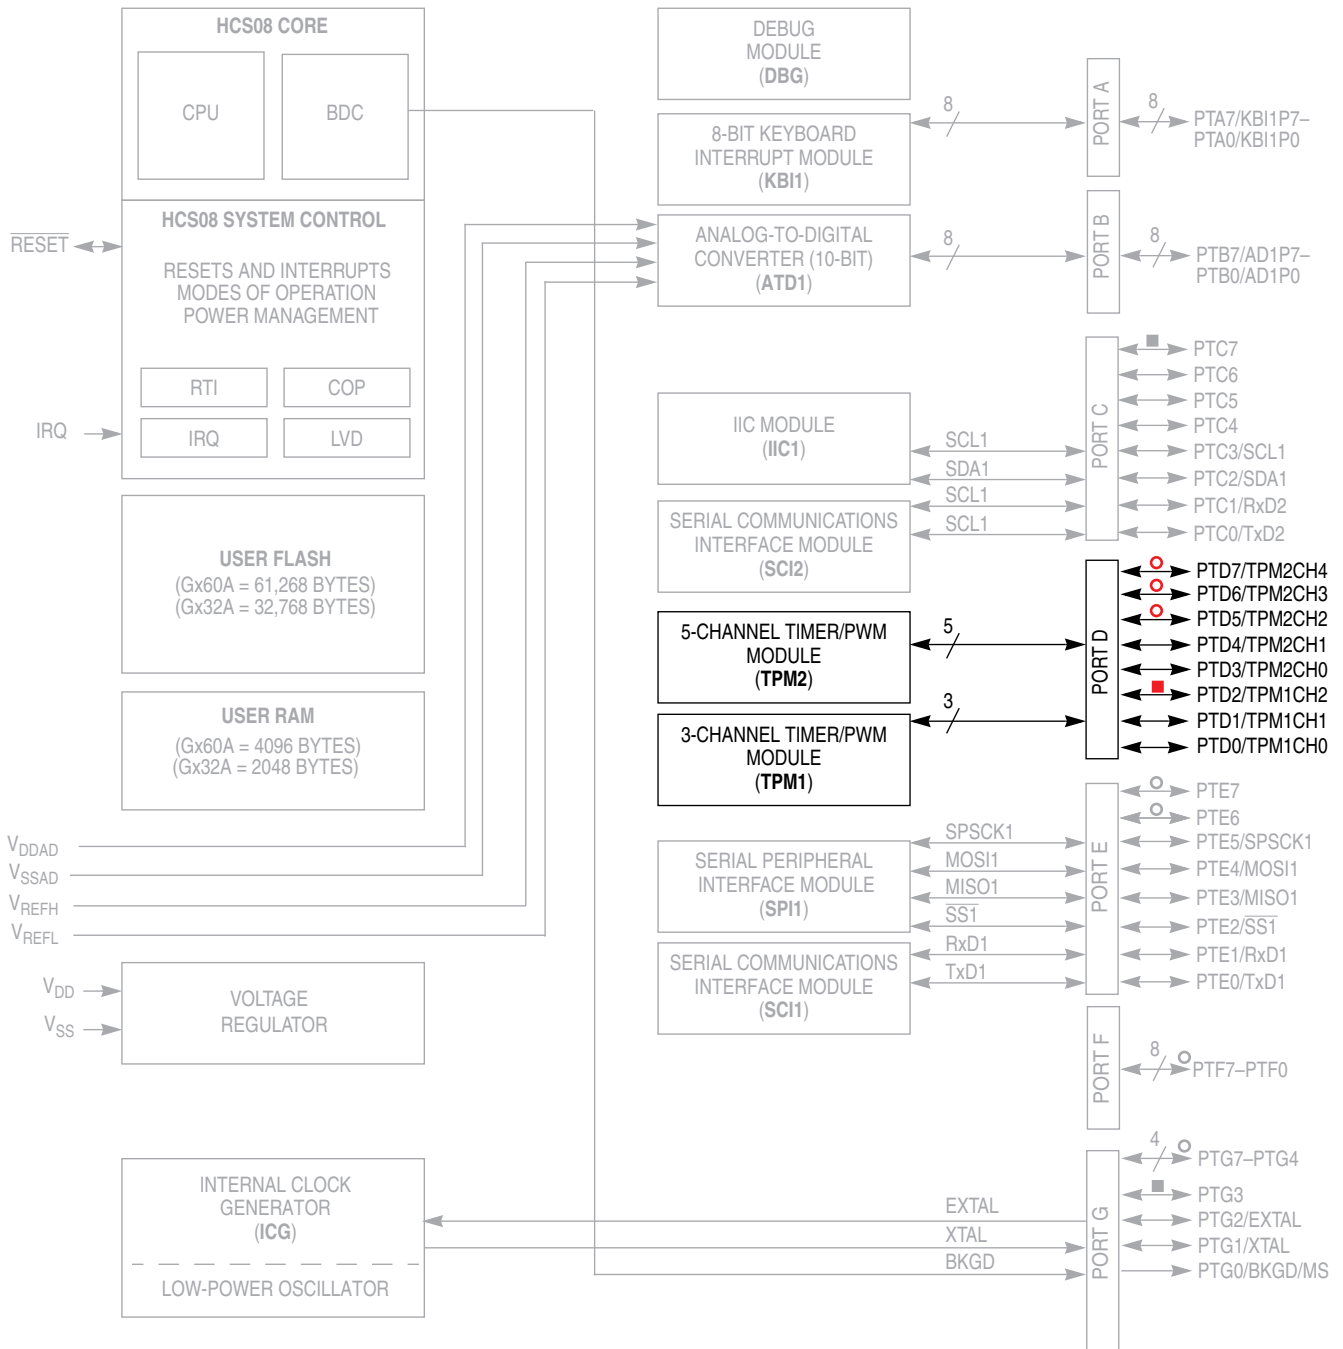 HCS08 CORE
CPU
BDC
HCS08 SYSTEM CONTROL
RESET
RESETS AND INTERRUPTS
MODES OF OPERATION
POWER MANAGEMENT
RTI
COP
IRQ
IRQ
LVD
USER FLASH
(Gx60A = 61,268 BYTES)
(Gx32A = 32,768 BYTES)
USER RAM
(Gx60A = 4096 BYTES)
(Gx32A = 2048 BYTES)
VDDAD
VSSAD
VREFH
VREFL
VDD
VSS
VOLTAGE
REGULATOR
INTERNAL CLOCK
GENERATOR
(ICG)
LOW-POWER OSCILLATOR
DEBUG
MODULE
(DBG)
8-BIT KEYBOARD
INTERRUPT MODULE
(KBI1)
8
PORT A
8
PTA7/KBI1P7–
PTA0/KBI1P0
ANALOG-TO-DIGITAL
CONVERTER (10-BIT)
(ATD1)
8
PORT B
8
PTB7/AD1P7–
PTB0/AD1P0
IIC MODULE
(IIC1)
SCL1
SDA1
SERIAL COMMUNICATIONS
INTERFACE MODULE
(SCI2)
SCL1
SCL1
PORT C
PTC7
PTC6
PTC5
PTC4
PTC3/SCL1
PTC2/SDA1
PTC1/RxD2
PTC0/TxD2
5-CHANNEL TIMER/PWM
MODULE
(TPM2)
5
3-CHANNEL TIMER/PWM
MODULE
(TPM1)
3
PORT D
PTD7/TPM2CH4
PTD6/TPM2CH3
PTD5/TPM2CH2
PTD4/TPM2CH1
PTD3/TPM2CH0
PTD2/TPM1CH2
PTD1/TPM1CH1
PTD0/TPM1CH0
SERIAL PERIPHERAL
INTERFACE MODULE
(SPI1)
SPSCK1
MOSI1
MISO1
SS1
SERIAL COMMUNICATIONS
INTERFACE MODULE
(SCI1)
RxD1
TxD1
PORT E
PTE7
PTE6
PTE5/SPSCK1
PTE4/MOSI1
PTE3/MISO1
PTE2/SS1
PTE1/RxD1
PTE0/TxD1
PORT F
8
PTF7–PTF0
EXTAL
XTAL
BKGD
PORT G
4
PTG7–PTG4
PTG3
PTG2/EXTAL
PTG1/XTAL
PTG0/BKGD/MS